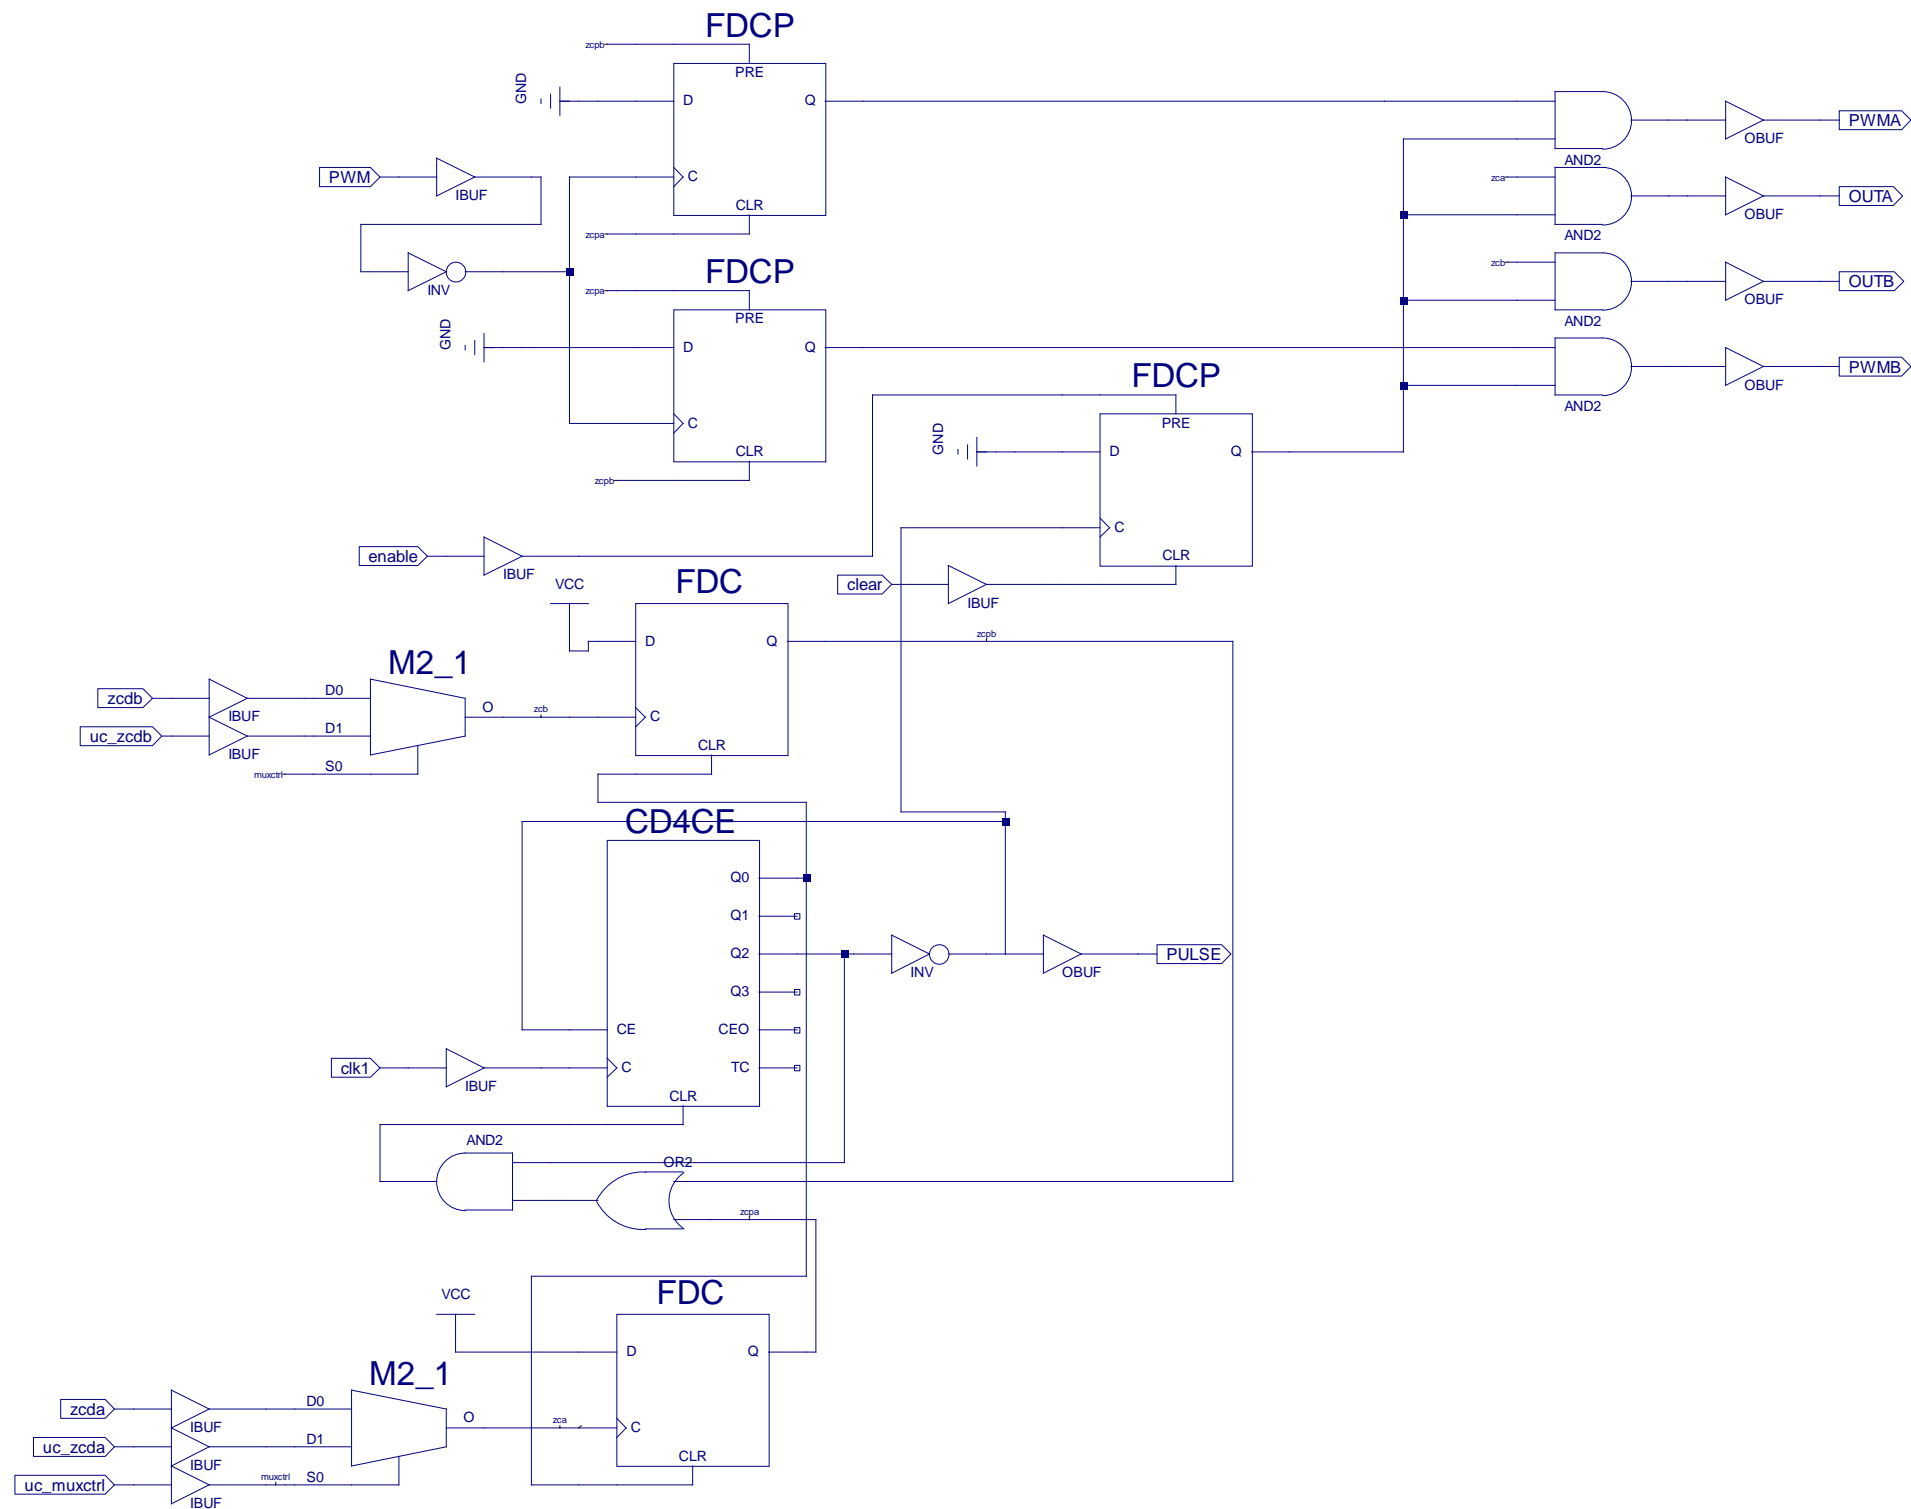 FDCP
zcpb
PRE
GND
D
Q
PWMA
OBUF
AND2
PWM
IBUF
C
zca
OUTA
CLR
OBUF
zcpa
AND2
FDCP
zcb
OUTB
INV
OBUF
zcpa
PRE
AND2
GND
D
Q
PWMB
FDCP
OBUF
AND2
C
PRE
CLR
GND
D
Q
zcpb
C
enable
CLR
IBUF
VCC
FDC
clear
IBUF
zcpb
D
Q
M2_1
zcdb
D0
IBUF
O
zcb
C
uc_zcdb
D1
IBUF
CLR
muxctrl
S0
CD4CE
Q0
Q1
Q2
PULSE
INV
OBUF
Q3
CE
CEO
clk1
C
TC
IBUF
CLR
AND2
OR2
zcpa
FDC
VCC
D
Q
M2_1
zcda
D0
IBUF
O
zca
C
uc_zcda
D1
IBUF
CLR
uc_muxctrl
muxctrl
S0
IBUF